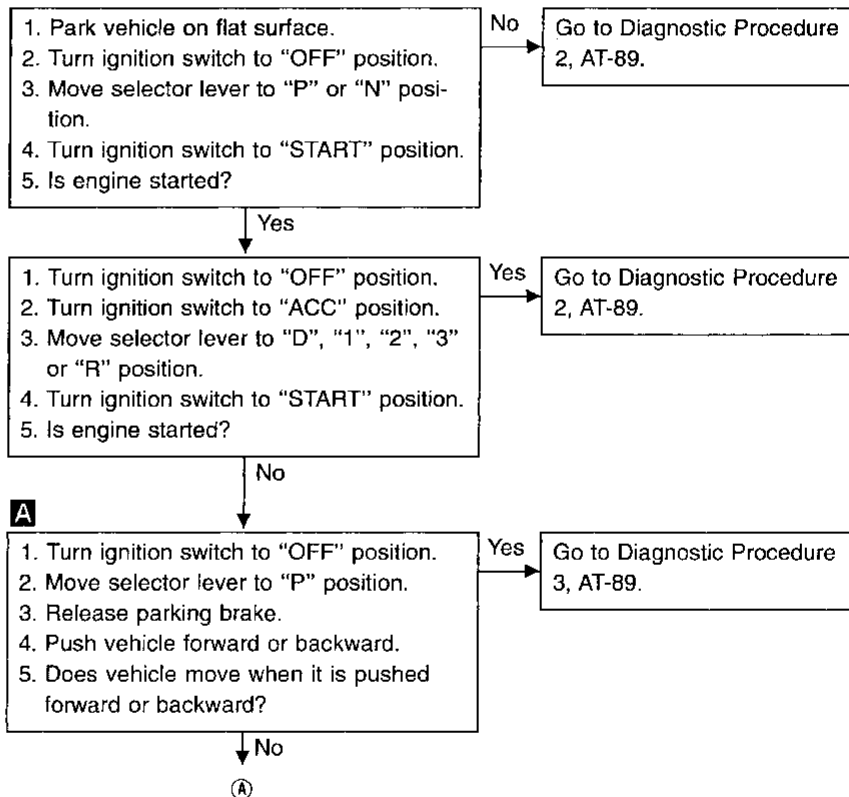 1. Park vehicle on flat surface.
2. Turn ignition switch to “OFF” position.
3. Move selector lever to “P” or “N” posi-
tion.
4. Turn ignition switch to “START” position.
5. Is engine started?
No
Go to Diagnostic Procedure
2, AT-89.
Yes
1. Turn ignition switch to “OFF” position.
2. Turn ignition switch to “ACC” position.
3. Move selector lever to “D”, “1”, “2”, “3”
or “R” position.
4. Turn ignition switch to “START” position.
5. Is engine started?
Yes
Go to Diagnostic Procedure
2, AT-89.
No
A
1. Turn ignition switch to “OFF” position.
2. Move selector lever to “P” position.
3. Release parking brake.
4. Push vehicle forward or backward.
5. Does vehicle move when it is pushed
forward or backward?
Yes
Go to Diagnostic Procedure
3, AT-89.
No
Ⓐ